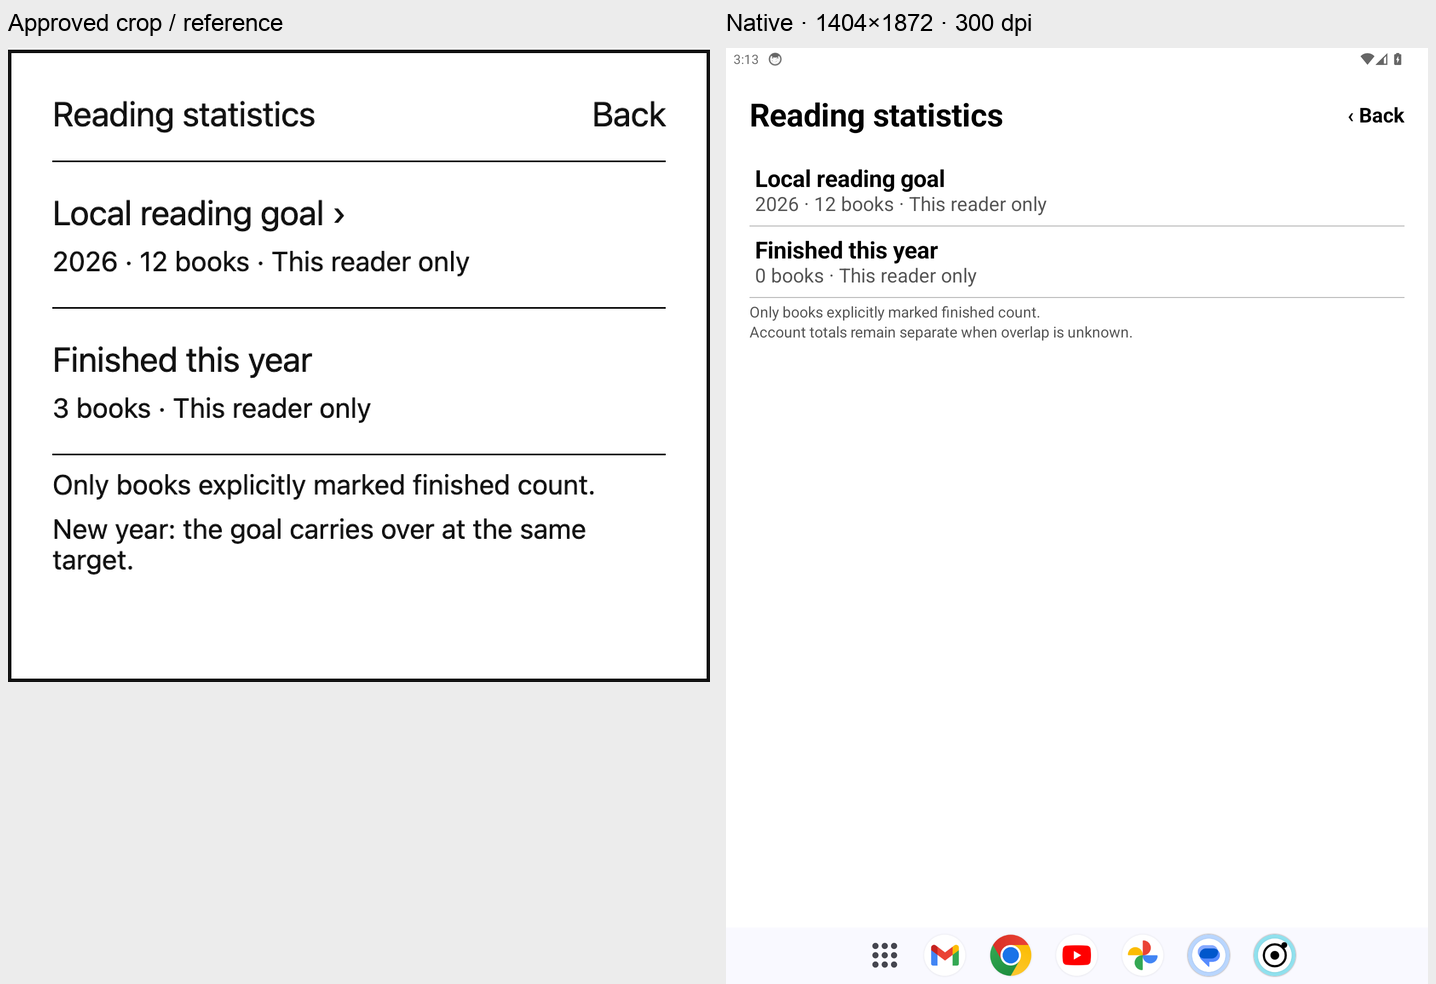 Approved crop / reference
Reading statistics
Back
Local reading goal ›
2026 · 12 books · This reader only
Finished this year
3 books · This reader only
Only books explicitly marked finished count.
New year: the goal carries over at the same
target.
Native · 1404×1872 · 300 dpi
3:13
Reading statistics
‹ Back
Local reading goal
2026 · 12 books · This reader only
Finished this year
0 books · This reader only
Only books explicitly marked finished count.
Account totals remain separate when overlap is unknown.